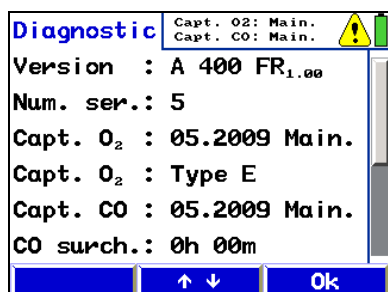 Diagnostic
Capt. O2: Main.
Capt. CO: Main.
Version : A 400 FR1.00
Num. ser.: 5
Capt. O₂ : 05.2009 Main.
Capt. O₂ : Type E
Capt. CO : 05.2009 Main.
CO surch.: 0h 00m
↑ ↓ Ok